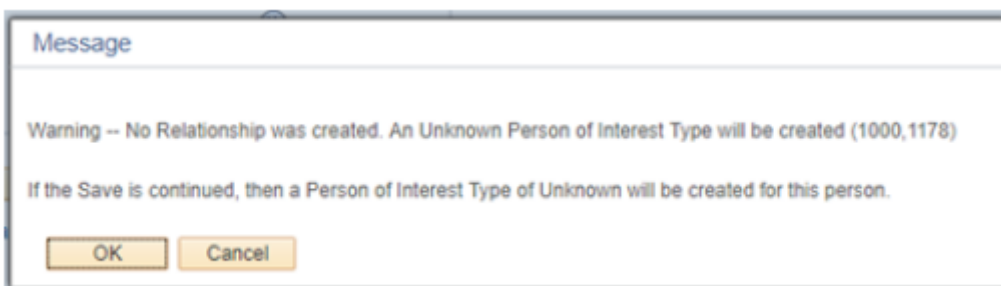 Message
Warning -- No Relationship was created. An Unknown Person of Interest Type will be created (1000,1178)
If the Save is continued, then a Person of Interest Type of Unknown will be created for this person.
OK
Cancel